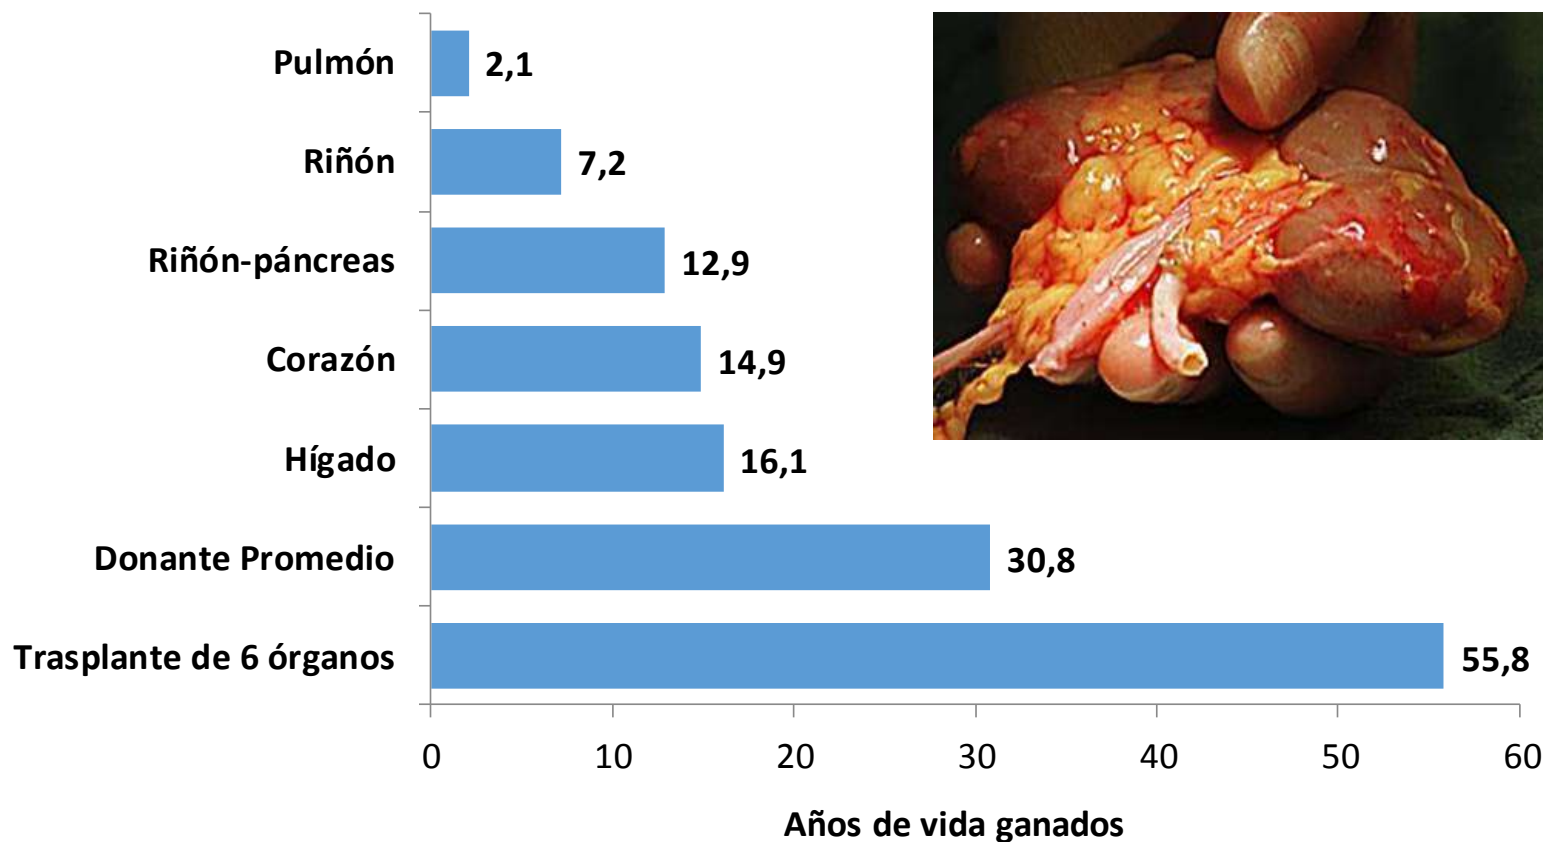 Pulmón 2,1
Riñón 7,2
Riñón-páncreas 12,9
Corazón 14,9
Hígado 16,1
Donante Promedio 30,8
Trasplante de 6 órganos 55,8
0 10 20 30 40 50 60
Años de vida ganados